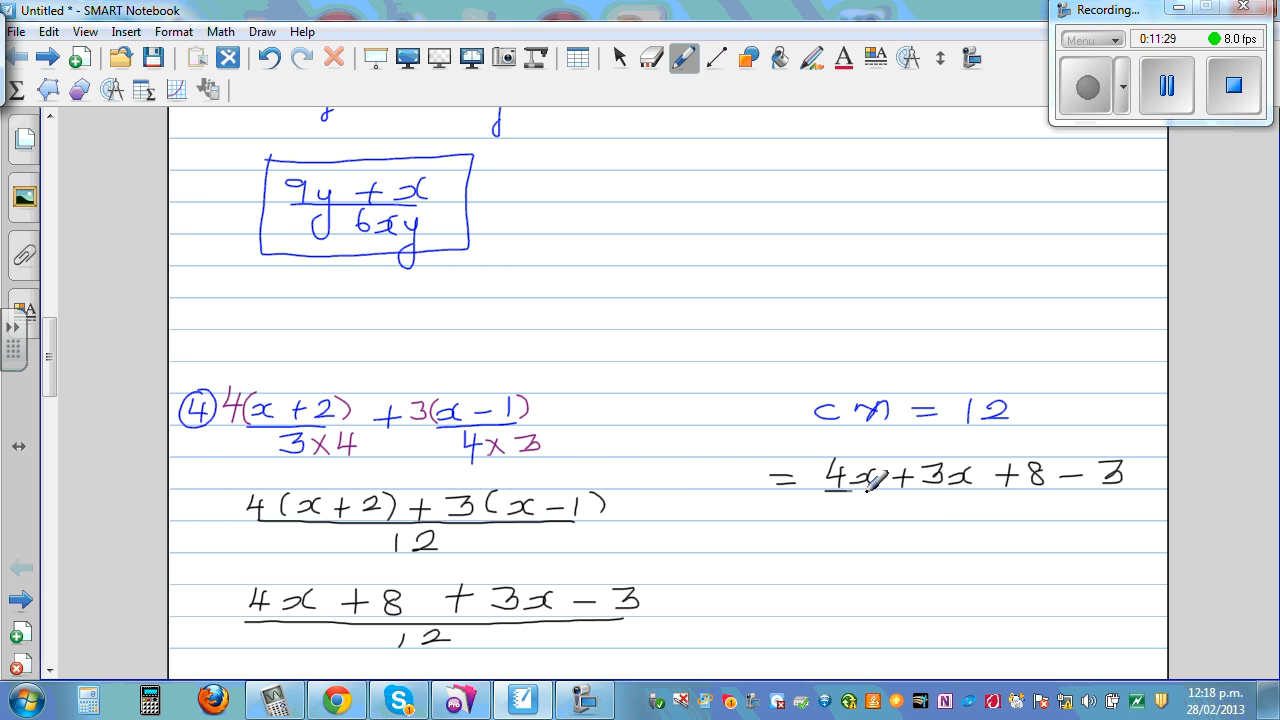 Untitled * - SMART Notebook
File Edit View Insert Format Math Draw Help
Recording...
Menu
0:11:29
8.0 fps
9y + x
6xy
4 4(x + 2) + 3(x - 1)
3 x 4 4 x 3
cm = 12
= 4x + 3x + 8 - 3
4(x + 2) + 3(x - 1)
12
4x + 8 + 3x - 3
12
12:18 p.m.
28/02/2013